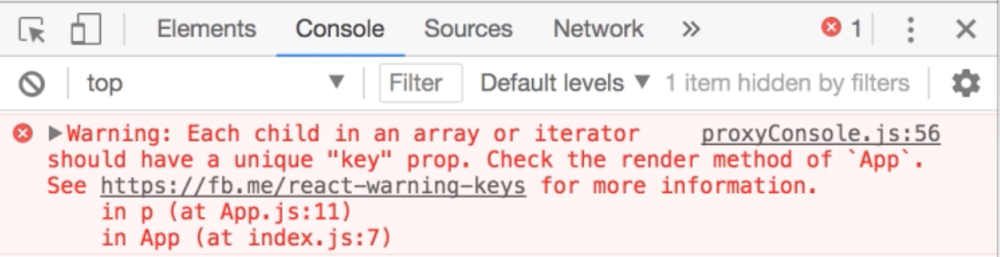 Elements Console Sources Network » 1
top ▼ Filter Default levels ▼ 1 item hidden by filters
▶Warning: Each child in an array or iterator proxyConsole.js:56
should have a unique "key" prop. Check the render method of `App`.
See https://fb.me/react-warning-keys for more information.
in p (at App.js:11)
in App (at index.js:7)